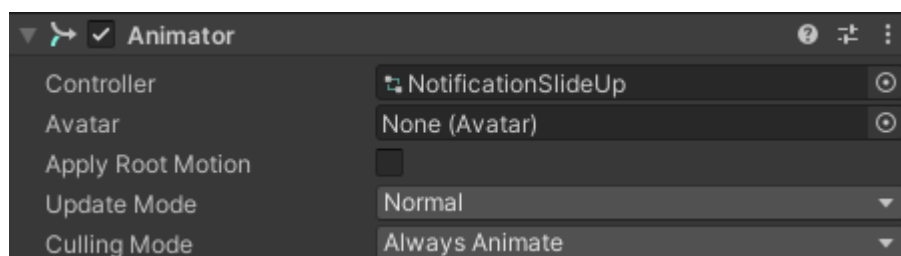 Animator
Controller NotificationSlideUp
Avatar None (Avatar)
Apply Root Motion
Update Mode Normal
Culling Mode Always Animate